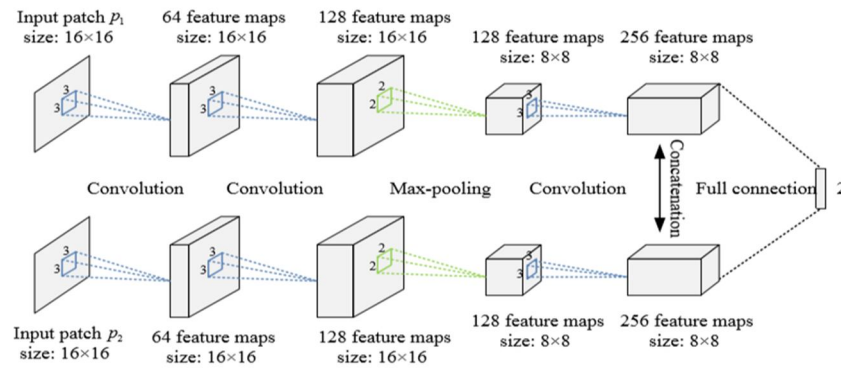 Input patch p₁
size: 16×16
64 feature maps
size: 16×16
128 feature maps
size: 16×16
128 feature maps
size: 8×8
256 feature maps
size: 8×8
3
3
3
3
2
2
3
3
Convolution
Convolution
Max-pooling
Convolution
Concatenation
Full connection
2
3
3
3
3
2
2
3
3
Input patch p₂
size: 16×16
64 feature maps
size: 16×16
128 feature maps
size: 16×16
128 feature maps
size: 8×8
256 feature maps
size: 8×8